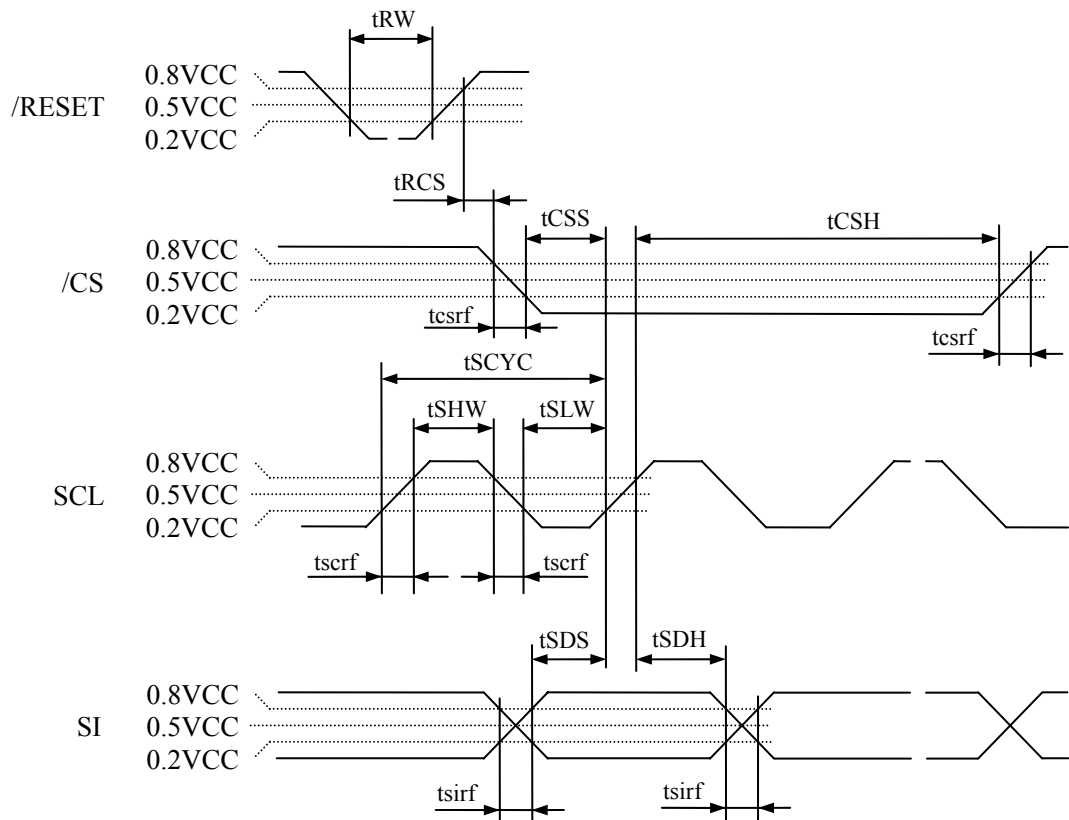 tRW
0.8VCC
/RESET
0.5VCC
0.2VCC
tRCS
tCSS
tCSH
0.8VCC
/CS
0.5VCC
0.2VCC
tcsrf
tcsrf
tSCYC
tSHW
tSLW
0.8VCC
SCL
0.5VCC
0.2VCC
tscrf
tscrf
tSDS
tSDH
0.8VCC
SI
0.5VCC
0.2VCC
tsirf
tsirf